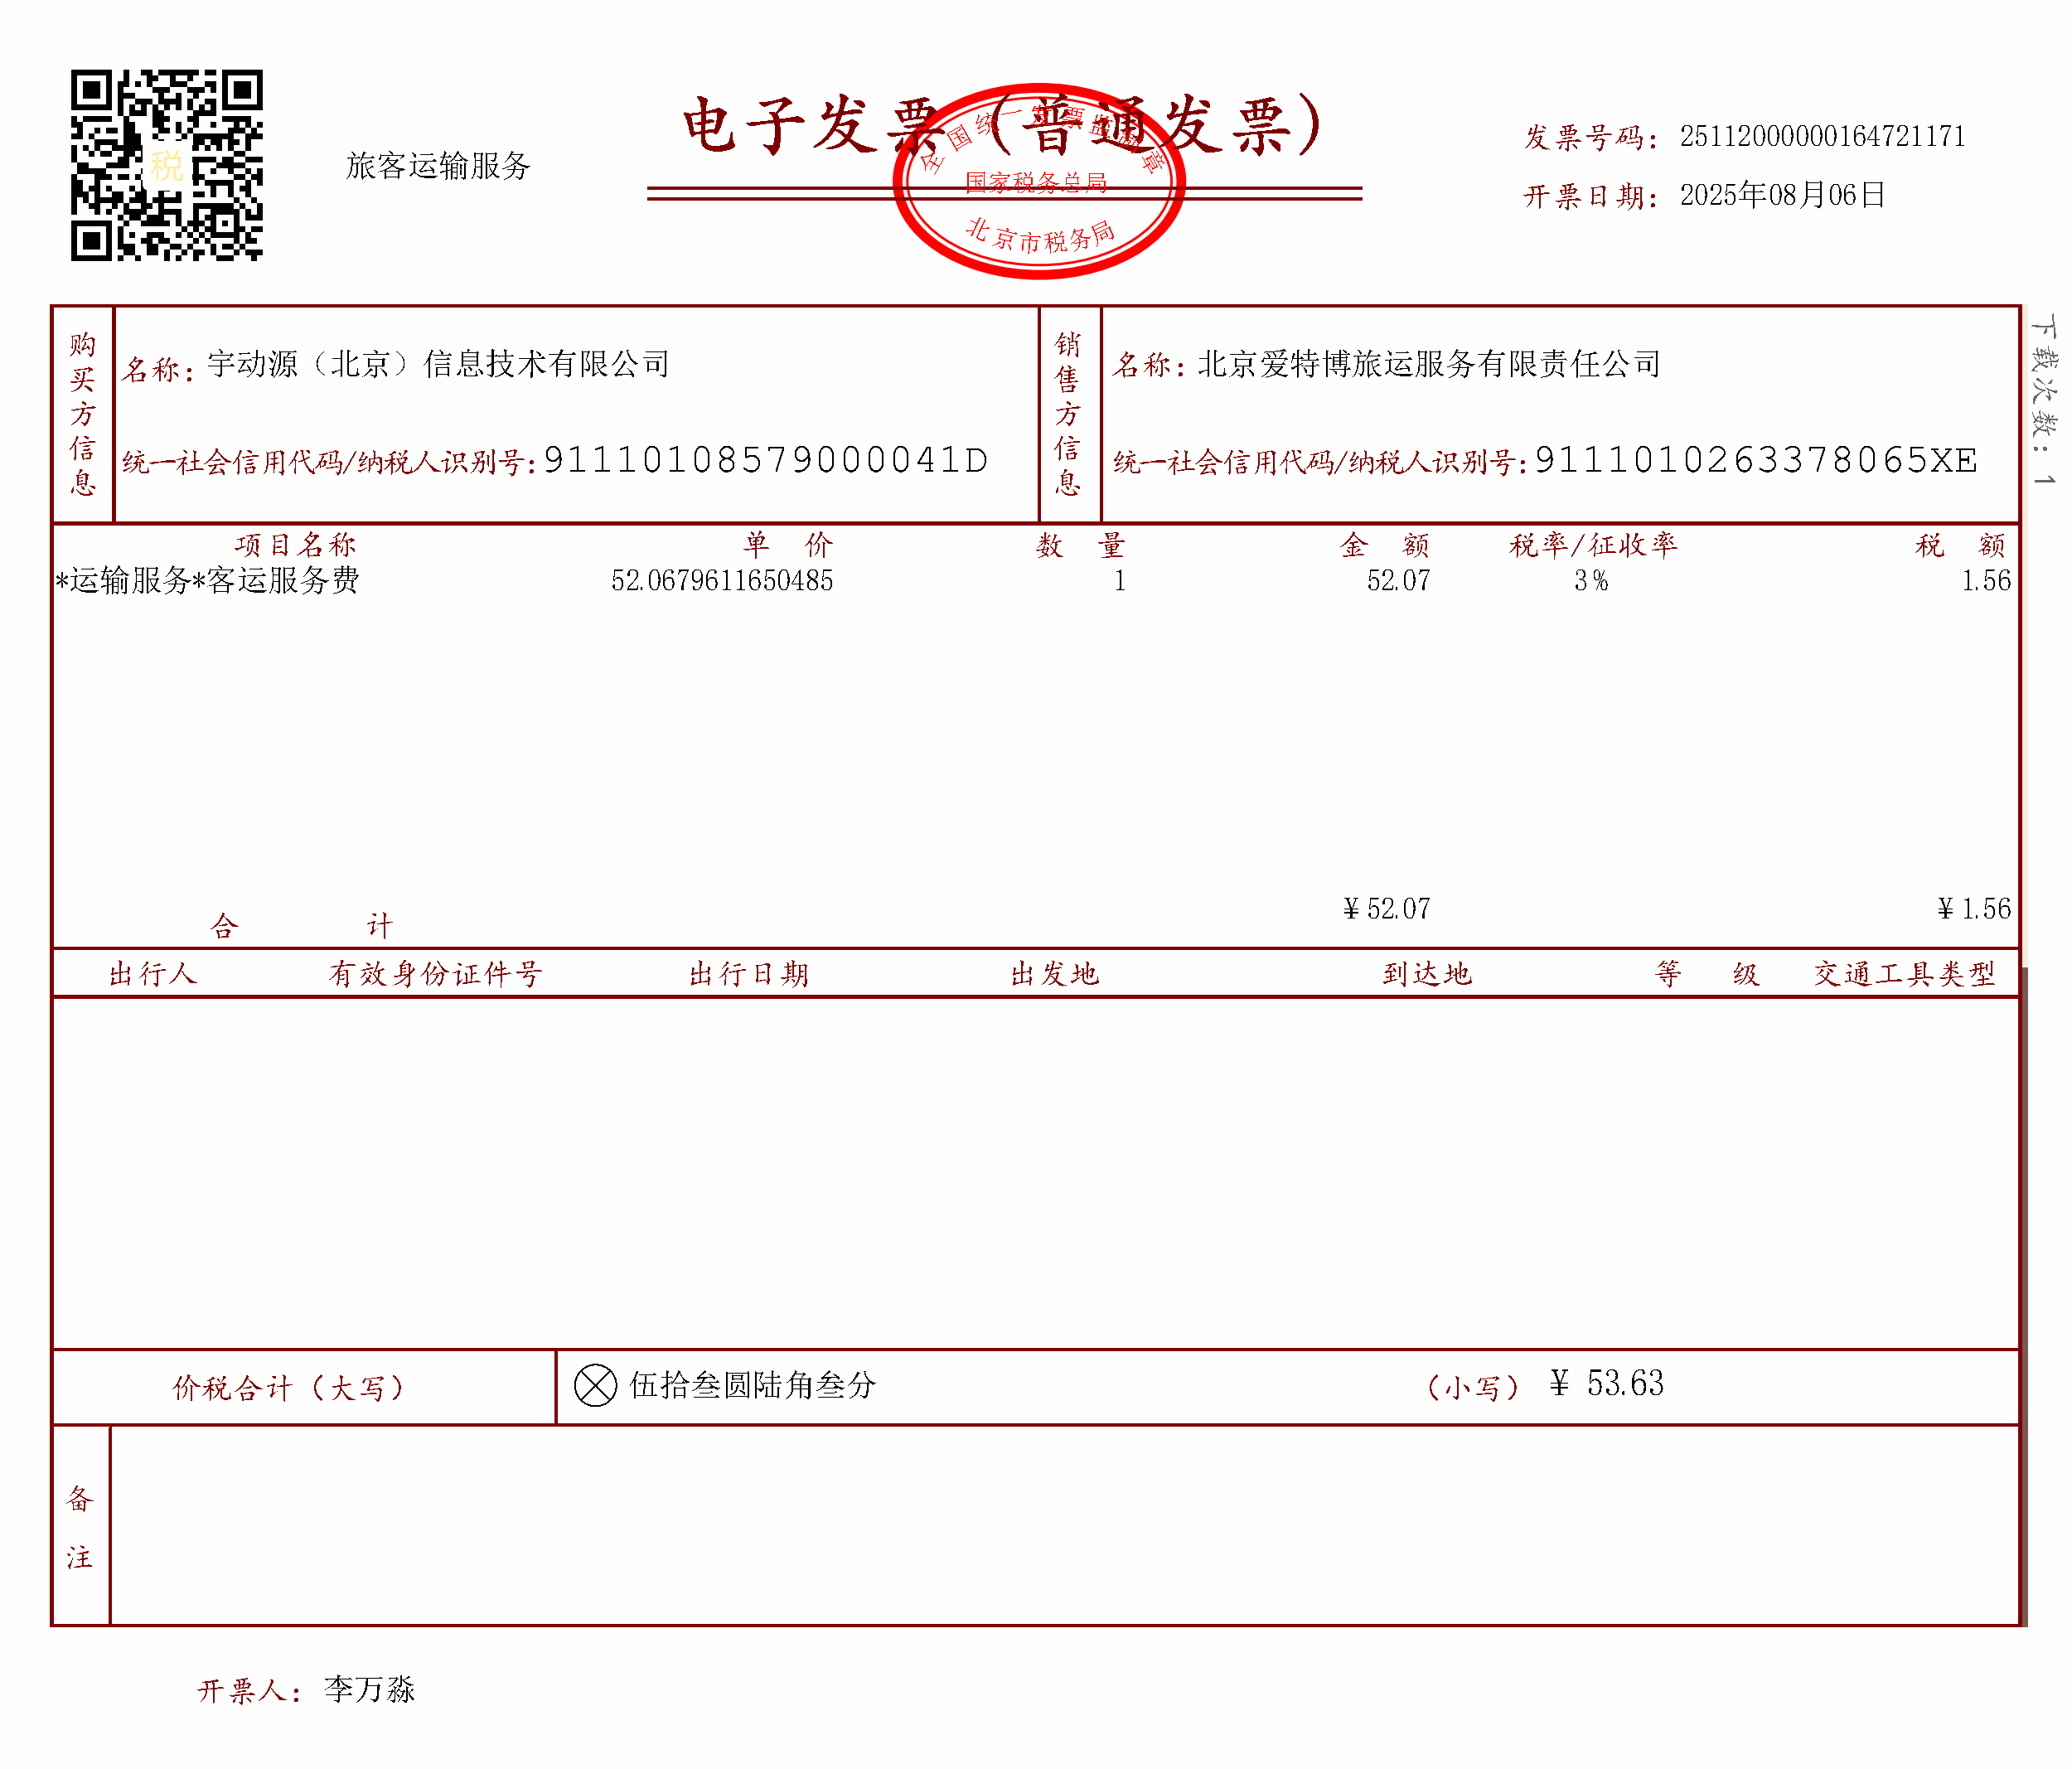 税
旅客运输服务
电子发票（普通发票）
全国统一发票监制章
国家税务总局
北京市税务局
发票号码：25112000000164721171
开票日期：2025年08月06日
下载次数：1
购买方信息
名称：宇动源（北京）信息技术有限公司
统一社会信用代码/纳税人识别号：91110108579000041D
销售方信息
名称：北京爱特博旅运服务有限责任公司
统一社会信用代码/纳税人识别号：9111010263378065XE
项目名称 单 价 数 量 金 额 税率/征收率 税 额
*运输服务*客运服务费 52.0679611650485 1 52.07 3% 1.56
合 计 ¥52.07 ¥1.56
出行人 有效身份证件号 出行日期 出发地 到达地 等 级 交通工具类型
价税合计（大写） 伍拾叁圆陆角叁分 （小写） ¥ 53.63
备注
开票人：李万淼